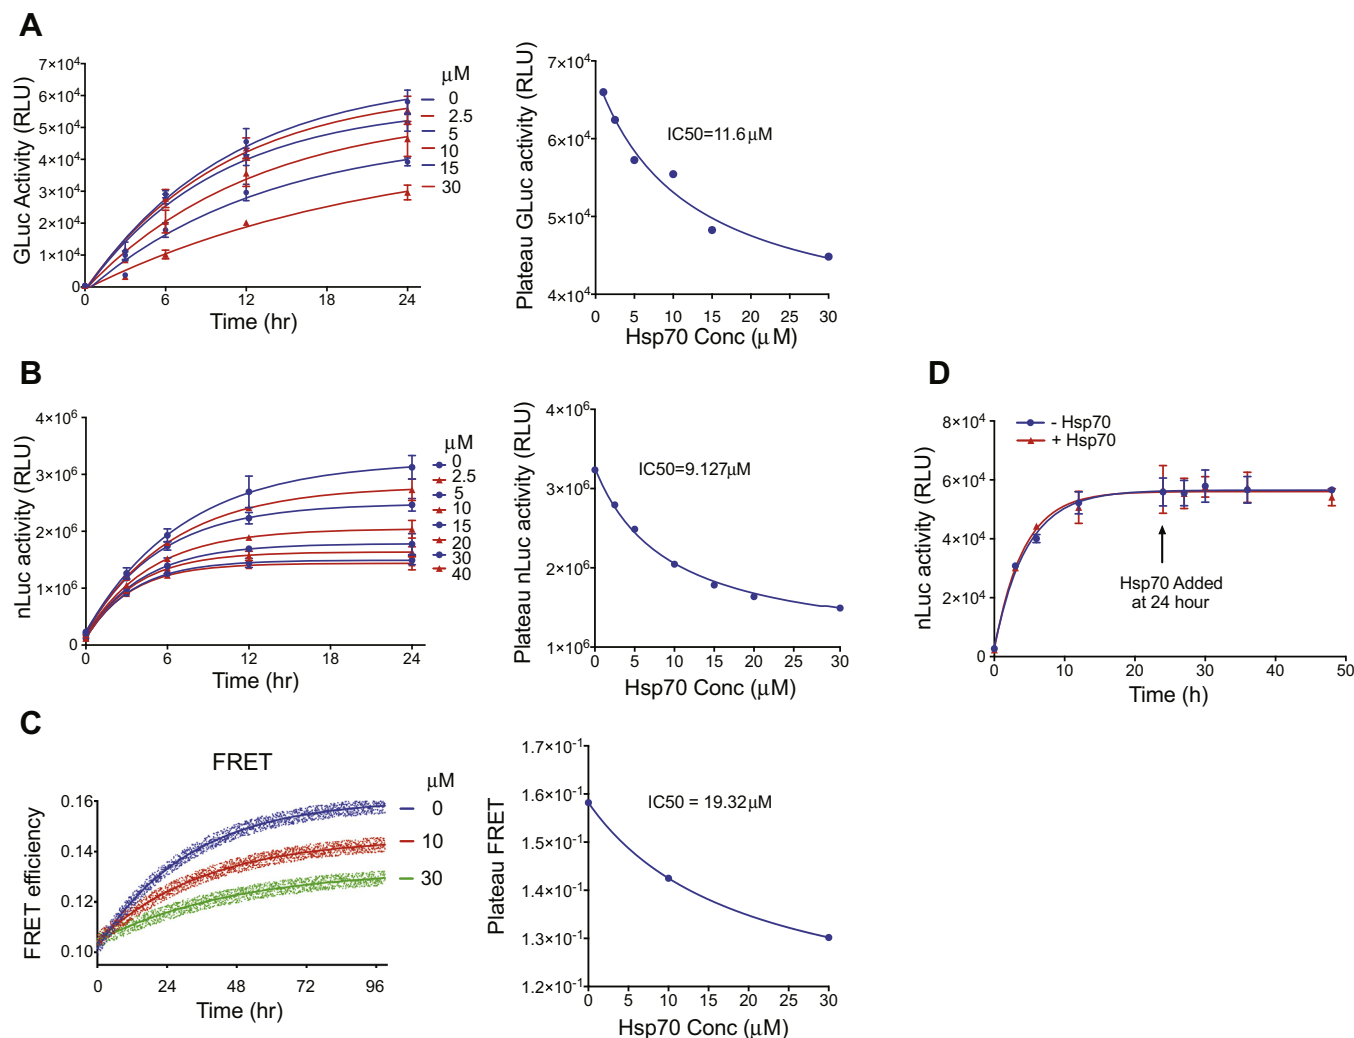 A
GLuc Activity (RLU)
7×10⁴
6×10⁴
5×10⁴
4×10⁴
3×10⁴
2×10⁴
1×10⁴
0
0 6 12 18 24
Time (hr)
μM
0
2.5
5
10
15
30
Plateau GLuc activity (RLU)
7×10⁴
6×10⁴
5×10⁴
4×10⁴
IC50=11.6 μM
0 5 10 15 20 25 30
Hsp70 Conc (μM)
B
nLuc activity (RLU)
4×10⁶
3×10⁶
2×10⁶
1×10⁶
0
0 6 12 24
Time (hr)
μM
0
2.5
5
10
15
20
30
40
Plateau nLuc activity (RLU)
4×10⁶
3×10⁶
2×10⁶
1×10⁶
IC50=9.127μM
0 5 10 15 20 30
Hsp70 Conc (μM)
D
nLuc activity (RLU)
8×10⁴
6×10⁴
4×10⁴
2×10⁴
0
- Hsp70
+ Hsp70
Hsp70 Added
at 24 hour
0 10 20 30 40 50
Time (h)
C
FRET
FRET efficiency
0.16
0.14
0.12
0.10
0 24 48 72 96
Time (hr)
μM
0
10
30
Plateau FRET
1.7×10⁻¹
1.6×10⁻¹
1.5×10⁻¹
1.4×10⁻¹
1.3×10⁻¹
1.2×10⁻¹
IC50 = 19.32 μM
0 5 10 15 20 25 30
Hsp70 Conc (μM)